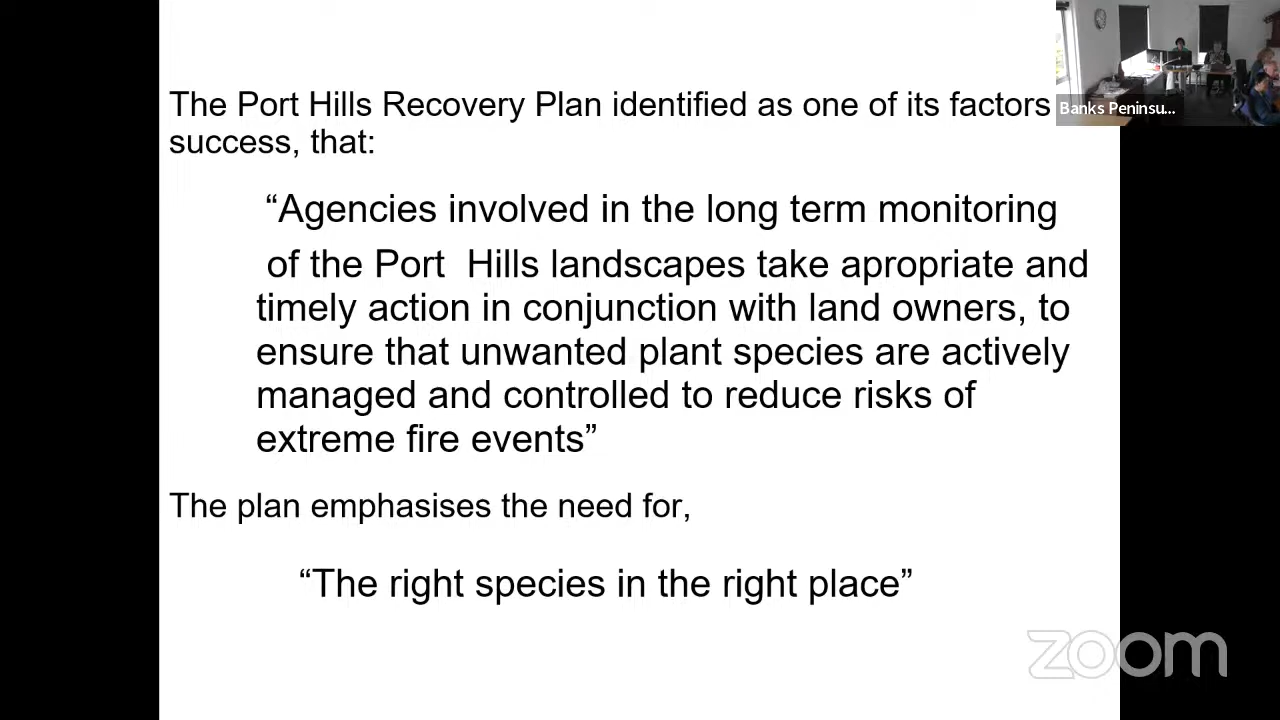 The Port Hills Recovery Plan identified as one of its factors
success, that:
“Agencies involved in the long term monitoring
of the Port Hills landscapes take apropriate and
timely action in conjunction with land owners, to
ensure that unwanted plant species are actively
managed and controlled to reduce risks of
extreme fire events”
The plan emphasises the need for,
“The right species in the right place”
Banks Peninsu...
zoom